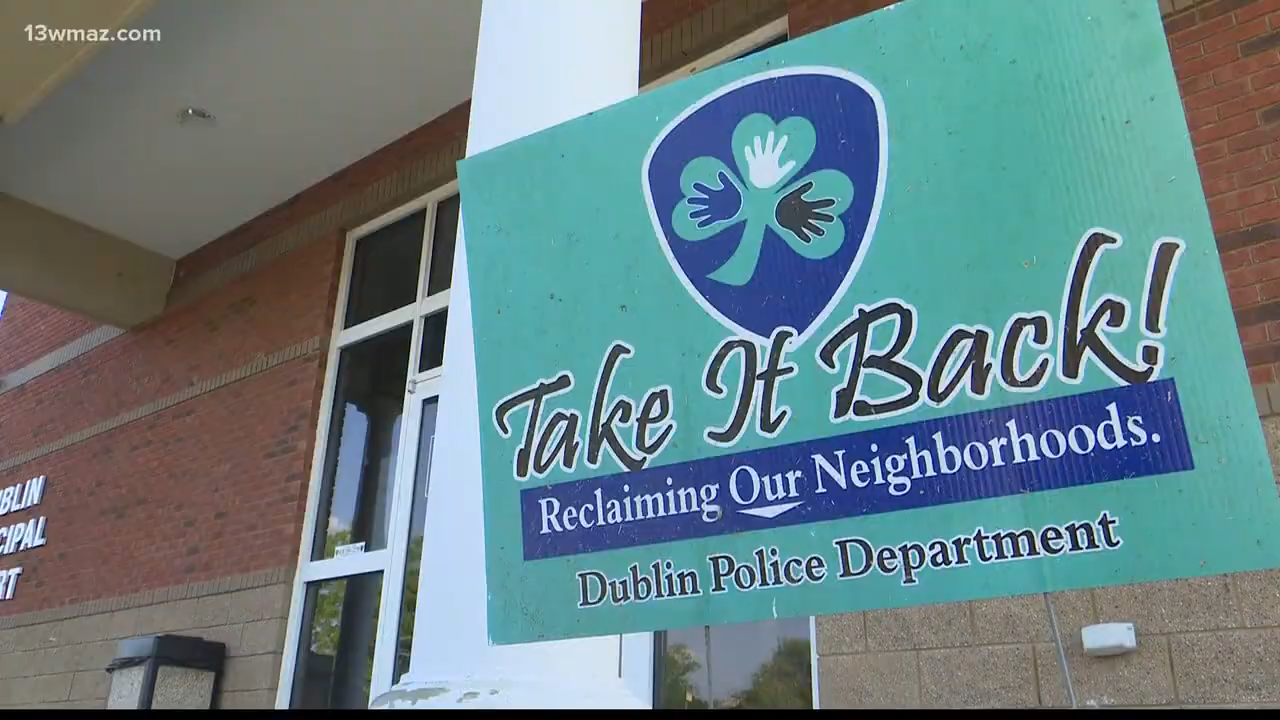 13wmaz.com
Take It Back!
Reclaiming Our Neighborhoods.
Dublin Police Department